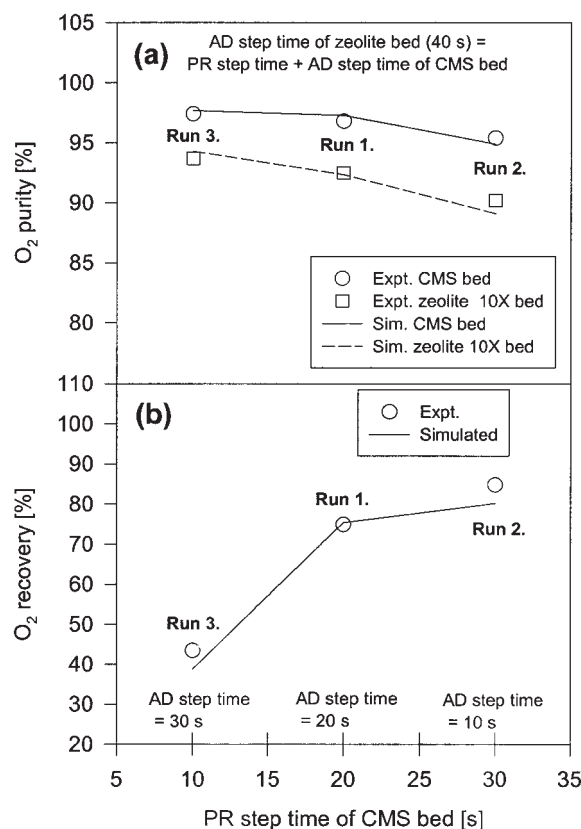 105
(a)
AD step time of zeolite bed (40 s) =
PR step time + AD step time of CMS bed
100
95
90
85
80
O2 purity [%]
Run 3.
Run 1.
Run 2.
Expt. CMS bed
Expt. zeolite 10X bed
Sim. CMS bed
Sim. zeolite 10X bed
110
(b)
Expt.
Simulated
100
90
80
70
60
50
40
30
20
O2 recovery [%]
Run 1.
Run 2.
Run 3.
AD step time
= 30 s
AD step time
= 20 s
AD step time
= 10 s
5 10 15 20 25 30 35
PR step time of CMS bed [s]